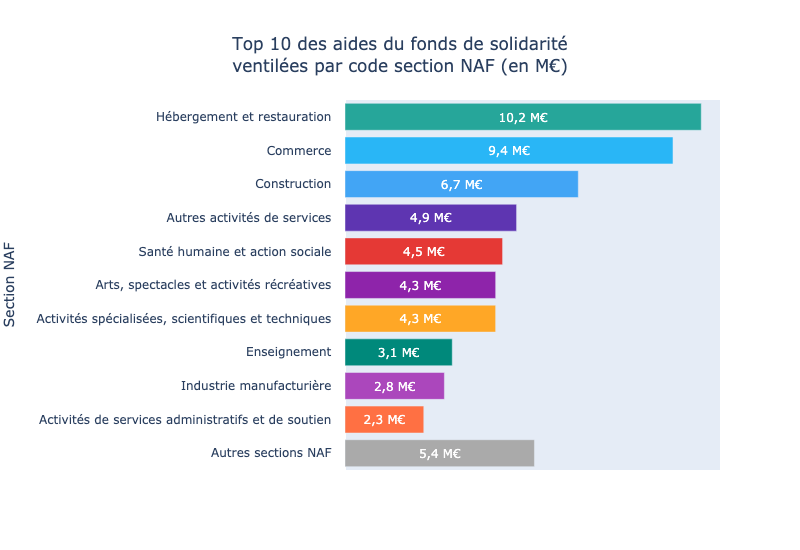 Top 10 des aides du fonds de solidarité
ventilées par code section NAF (en M€)
Section NAF
Hébergement et restauration 10,2 M€
Commerce 9,4 M€
Construction 6,7 M€
Autres activités de services 4,9 M€
Santé humaine et action sociale 4,5 M€
Arts, spectacles et activités récréatives 4,3 M€
Activités spécialisées, scientifiques et techniques 4,3 M€
Enseignement 3,1 M€
Industrie manufacturière 2,8 M€
Activités de services administratifs et de soutien 2,3 M€
Autres sections NAF 5,4 M€